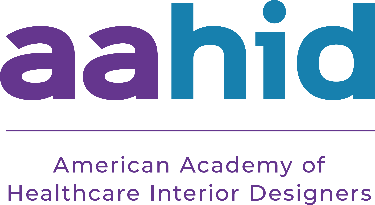 aahid
American Academy of
Healthcare Interior Designers